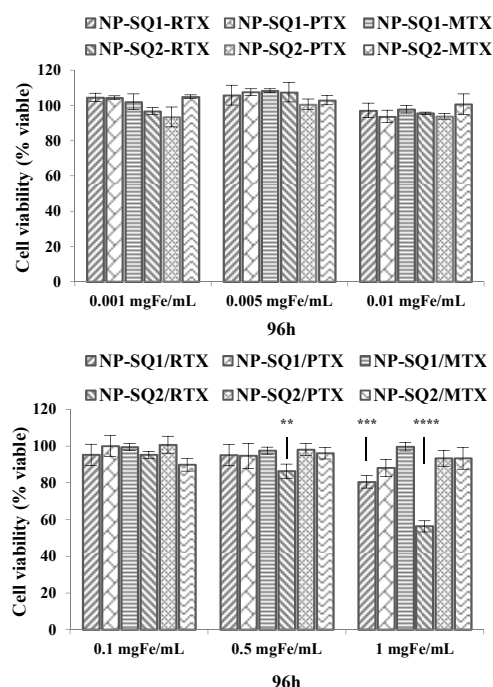 NP-SQ1-RTX NP-SQ1-PTX NP-SQ1-MTX
NP-SQ2-RTX NP-SQ2-PTX NP-SQ2-MTX
Cell viability (% viable)
120
100
80
60
40
20
0
0.001 mgFe/mL 0.005 mgFe/mL 0.01 mgFe/mL
96h
NP-SQ1/RTX NP-SQ1/PTX NP-SQ1/MTX
NP-SQ2/RTX NP-SQ2/PTX NP-SQ2/MTX
Cell viability (% viable)
120
100
80
60
40
20
0
** *** ****
0.1 mgFe/mL 0.5 mgFe/mL 1 mgFe/mL
96h